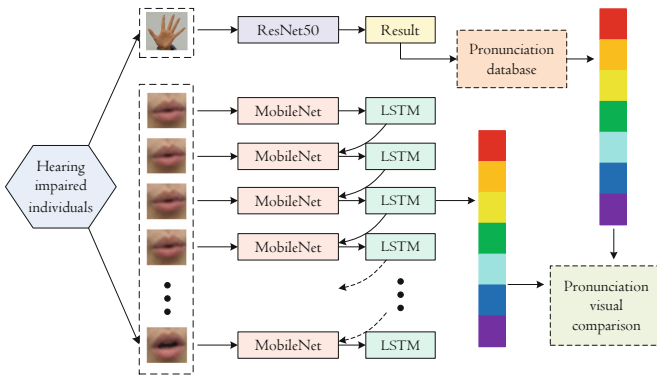 ResNet50
Result
Pronunciation
database
MobileNet
LSTM
MobileNet
LSTM
Hearing
impaired
individuals
MobileNet
LSTM
MobileNet
LSTM
Pronunciation
visual
comparison
MobileNet
LSTM